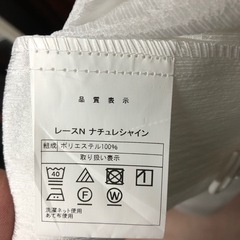 品質表示
レースN ナチュレシャイン
組成 ポリエステル100%
取り扱い表示
40
F W
洗濯ネット使用
あて布使用